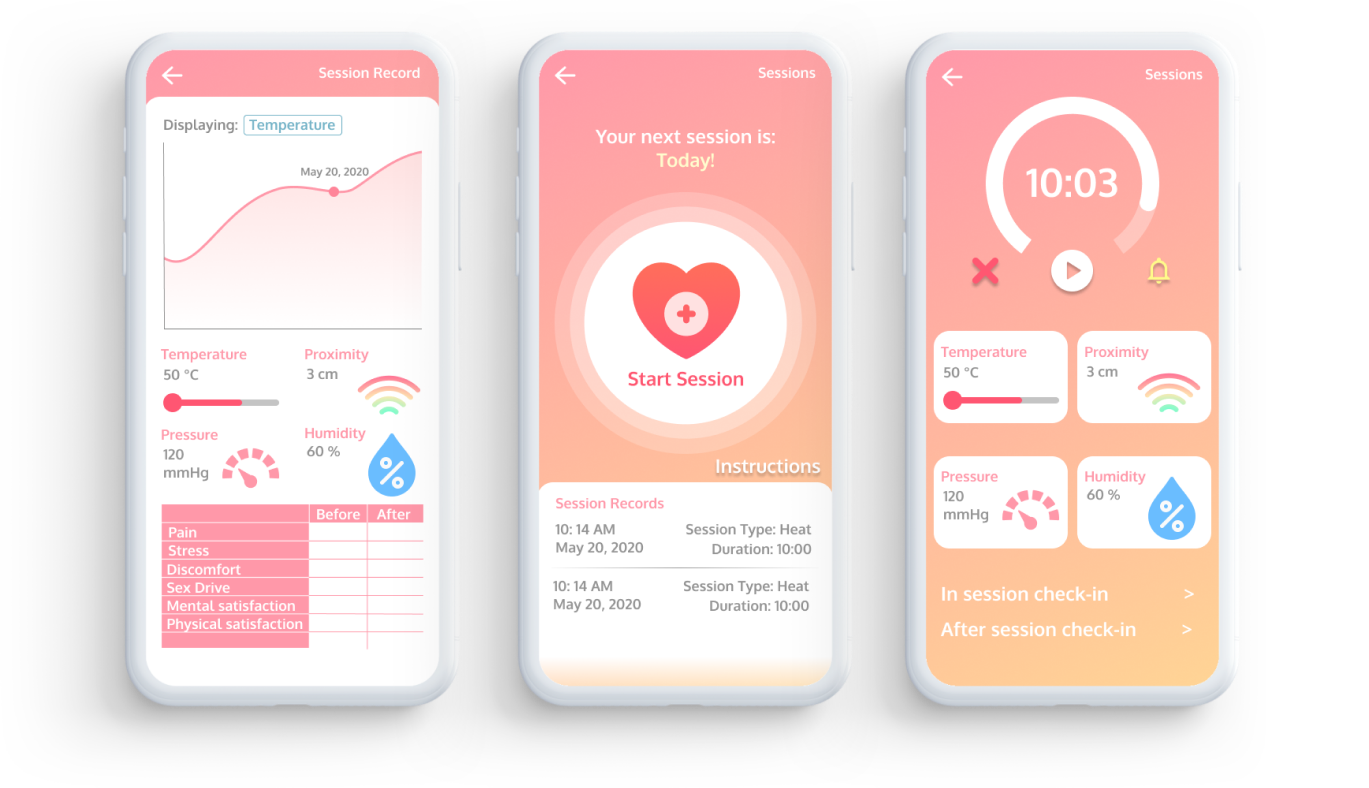 Session Record
Displaying: Temperature
May 20, 2020
Temperature
50 °C
Proximity
3 cm
Pressure
120
mmHg
Humidity
60 %
%
Before After
Pain
Stress
Discomfort
Sex Drive
Mental satisfaction
Physical satisfaction
Sessions
Your next session is:
Today!
Start Session
Instructions
Session Records
10: 14 AM Session Type: Heat
May 20, 2020 Duration: 10:00
10: 14 AM Session Type: Heat
May 20, 2020 Duration: 10:00
Sessions
10:03
Temperature
50 °C
Proximity
3 cm
Pressure
120
mmHg
Humidity
60 %
%
In session check-in >
After session check-in >